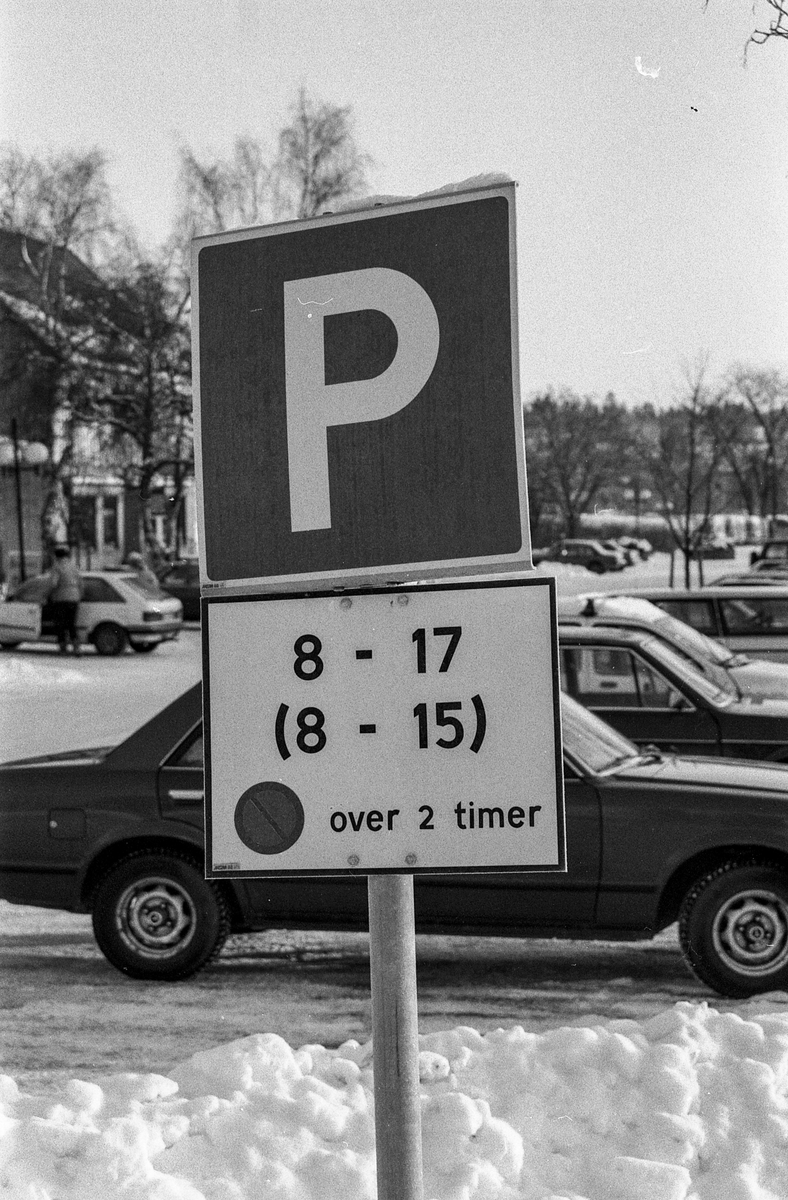 P
8 - 17
(8 - 15)
over 2 timer